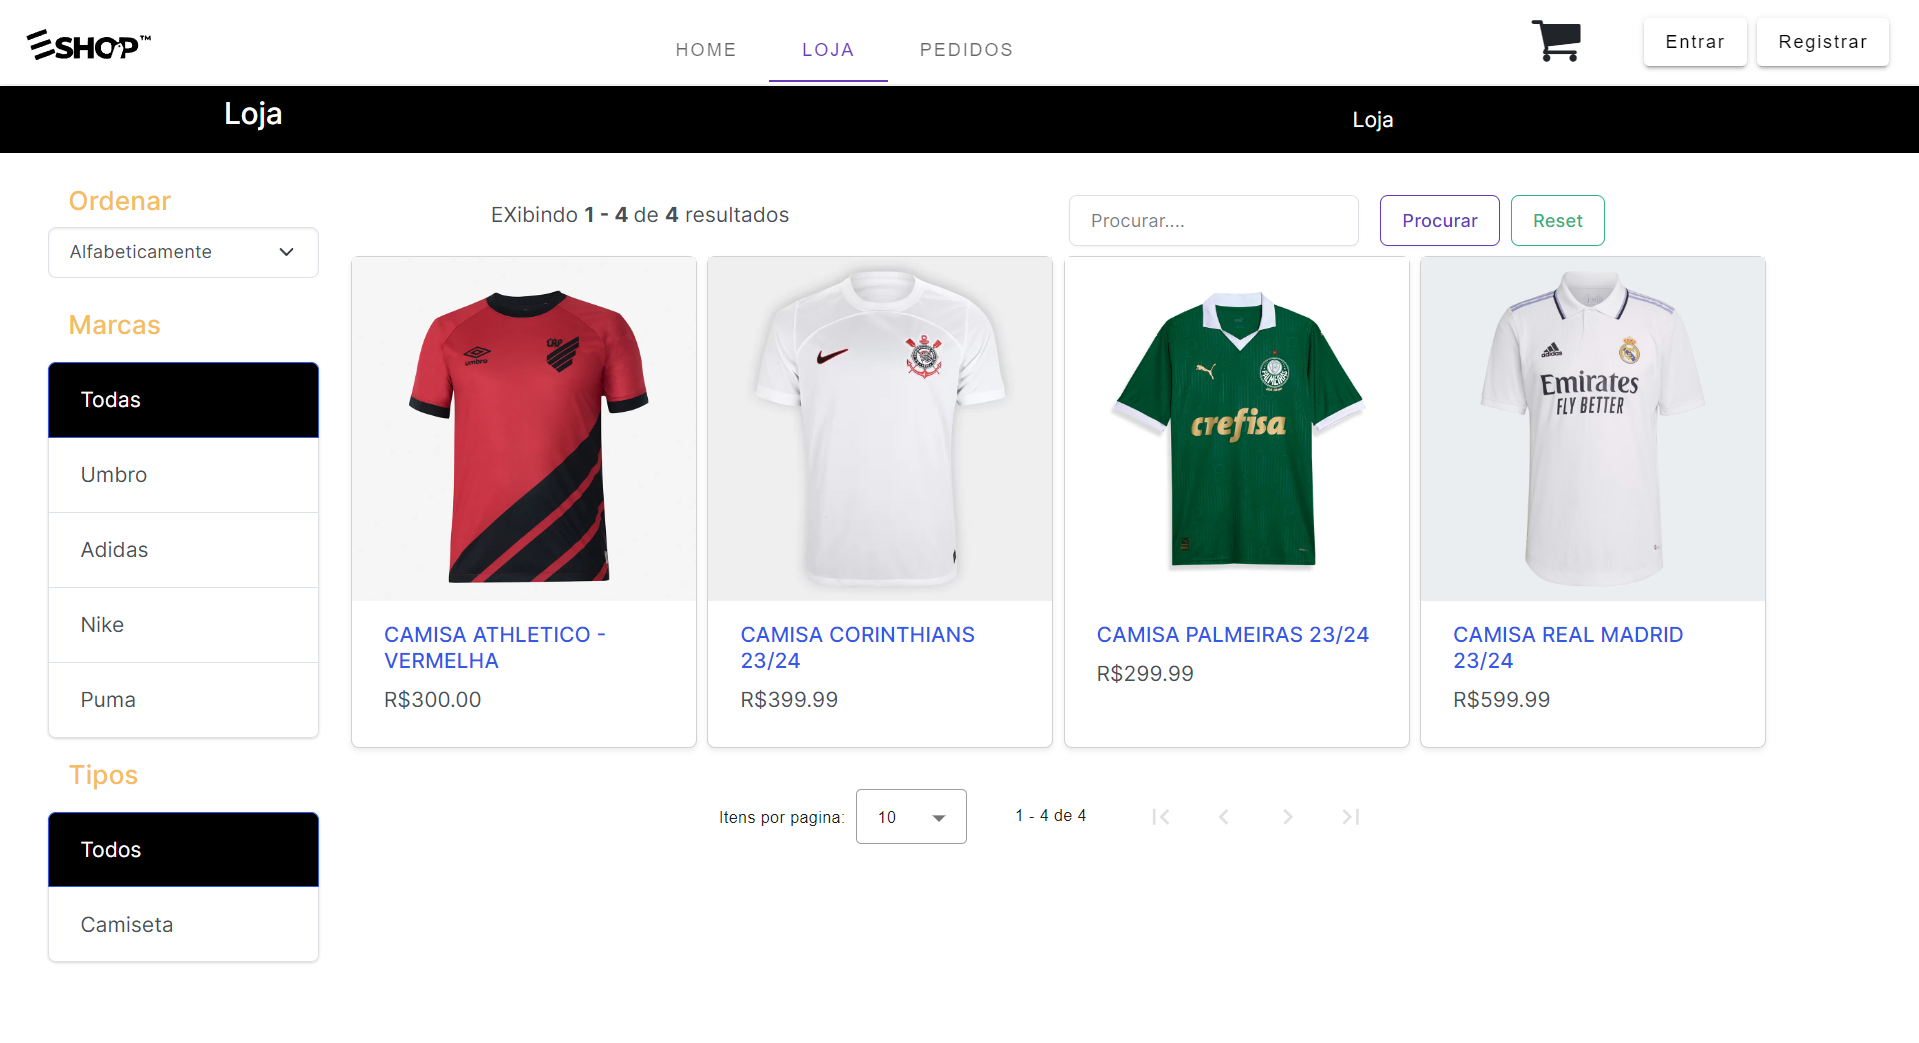 ESHOP™
HOME
LOJA
PEDIDOS
Entrar
Registrar
Loja
Loja
Ordenar
Alfabeticamente
Marcas
Todas
Umbro
Adidas
Nike
Puma
Tipos
Todos
Camiseta
EXibindo 1 - 4 de 4 resultados
Procurar....
Procurar
Reset
umbro
CAP
CAMISA ATHLETICO -
VERMELHA
R$300.00
CAMISA CORINTHIANS
23/24
R$399.99
PALMEIRAS
crefisa
CAMISA PALMEIRAS 23/24
R$299.99
adidas
Emirates
FLY BETTER
CAMISA REAL MADRID
23/24
R$599.99
Itens por pagina:
10
1 - 4 de 4